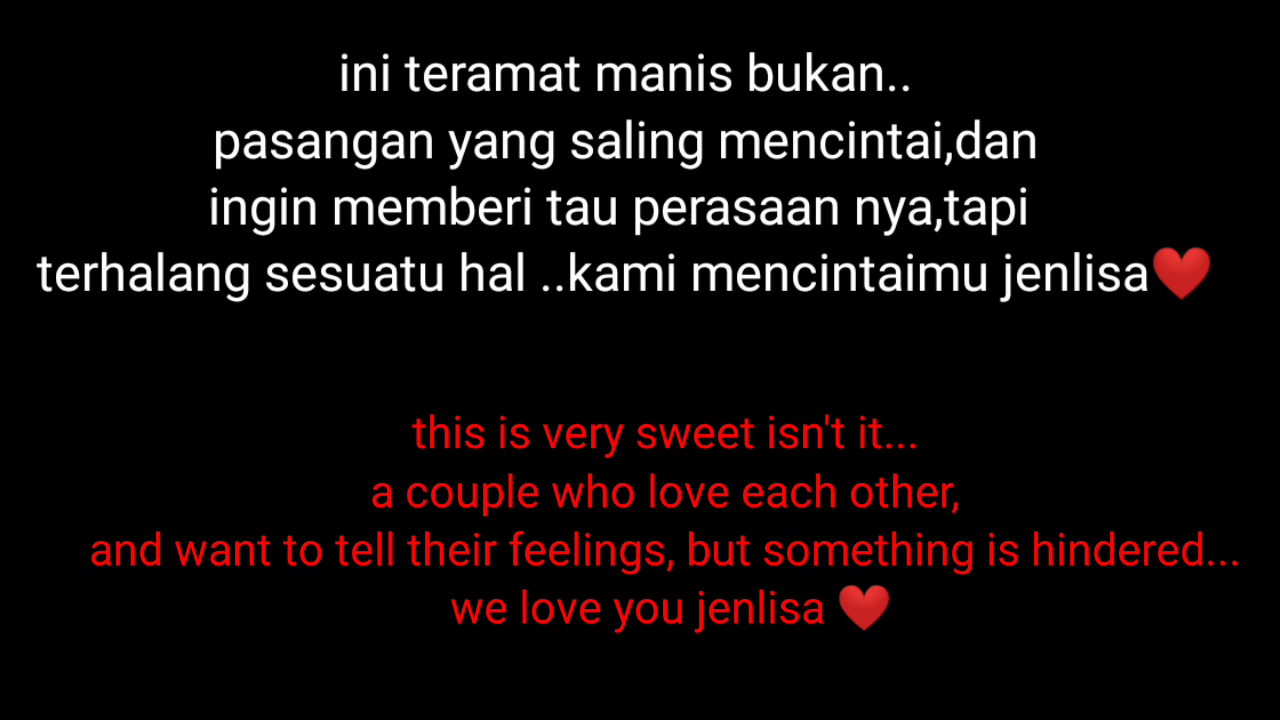 ini teramat manis bukan..
pasangan yang saling mencintai,dan
ingin memberi tau perasaan nya,tapi
terhalang sesuatu hal ..kami mencintaimu jenlisa❤️
this is very sweet isn't it...
a couple who love each other,
and want to tell their feelings, but something is hindered...
we love you jenlisa ❤️